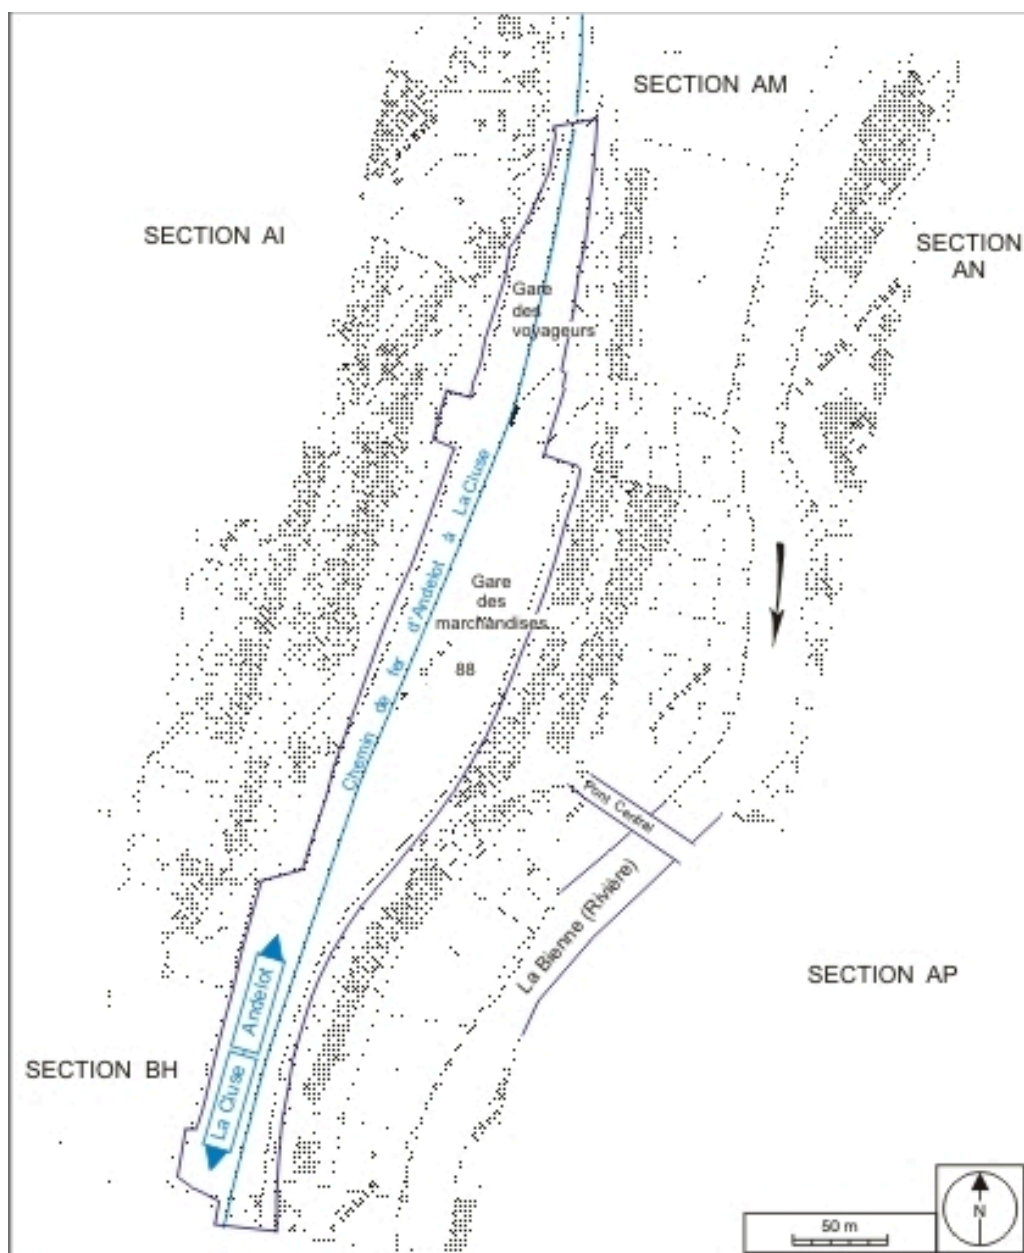 SECTION AM
SECTION AI
SECTION
AN
Gare
des
voyageurs
Chemin de fer d'Andelot à La Cluse
Gare
des
marchandises
88
Pont Central
La Bienne (Rivière)
SECTION AP
Andelot
La Cluse
SECTION BH
50 m
N